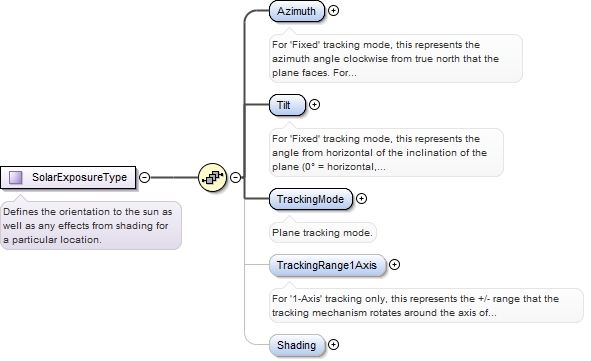 Azimuth
For 'Fixed' tracking mode, this represents the
azimuth angle clockwise from true north that the
plane faces. For...
Tilt
For 'Fixed' tracking mode, this represents the
angle from horizontal of the inclination of the
plane (0° = horizontal,...
SolarExposureType
Defines the orientation to the sun as
well as any effects from shading for
a particular location.
TrackingMode
Plane tracking mode.
TrackingRange1Axis
For '1-Axis' tracking only, this represents the +/- range that the
tracking mechanism rotates around the axis of...
Shading